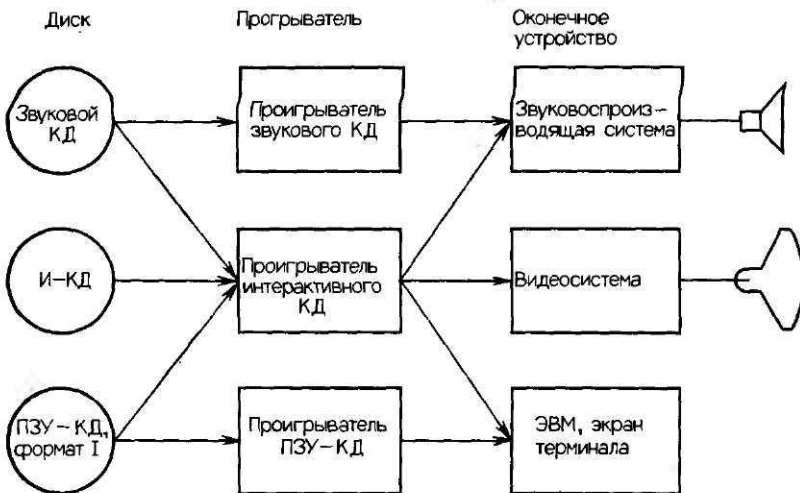 Диск
Прогрыватель
Оконечное
устройство
Звуковой
КД
Проигрыватель
звукового КД
Звуковоспроиз-
водящая система
И-КД
Проигрыватель
интерактивного
КД
Видеосистема
ПЗУ-КД,
формат I
Проигрыватель
ПЗУ-КД
ЭВМ, экран
терминала